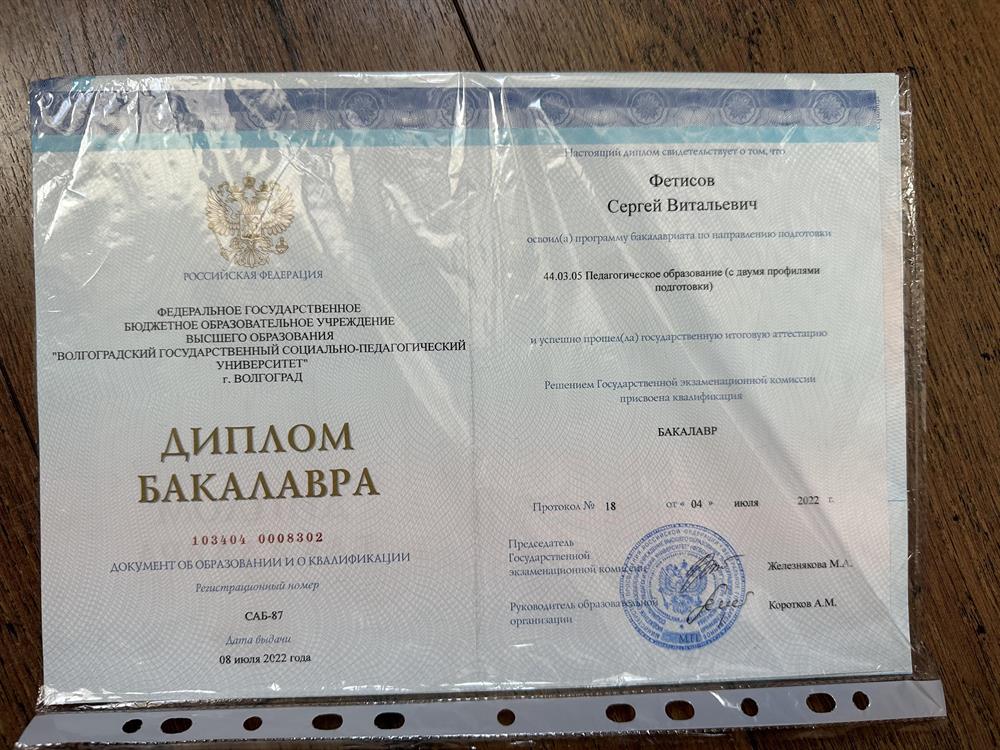 РОССИЙСКАЯ ФЕДЕРАЦИЯ
ФЕДЕРАЛЬНОЕ ГОСУДАРСТВЕННОЕ
БЮДЖЕТНОЕ ОБРАЗОВАТЕЛЬНОЕ УЧРЕЖДЕНИЕ
ВЫСШЕГО ОБРАЗОВАНИЯ
"ВОЛГОГРАДСКИЙ ГОСУДАРСТВЕННЫЙ СОЦИАЛЬНО-ПЕДАГОГИЧЕСКИЙ
УНИВЕРСИТЕТ"
г. ВОЛГОГРАД
ДИПЛОМ
БАКАЛАВРА
103404 0008302
ДОКУМЕНТ ОБ ОБРАЗОВАНИИ И О КВАЛИФИКАЦИИ
Регистрационный номер
САБ-87
Дата выдачи
08 июля 2022 года
Настоящий диплом свидетельствует о том, что
Фетисов
Сергей Витальевич
освоил(а) программу бакалавриата по направлению подготовки
44.03.05 Педагогическое образование (с двумя профилями
подготовки)
и успешно прошел(ла) государственную итоговую аттестацию
Решением Государственной экзаменационной комиссии
присвоена квалификация
БАКАЛАВР
Протокол № 18 от « 04 » июля 2022 г.
Председатель
Государственной
экзаменационной комиссии Железнякова М.А.
Руководитель образовательной
организации Коротков А.М.
М.П.